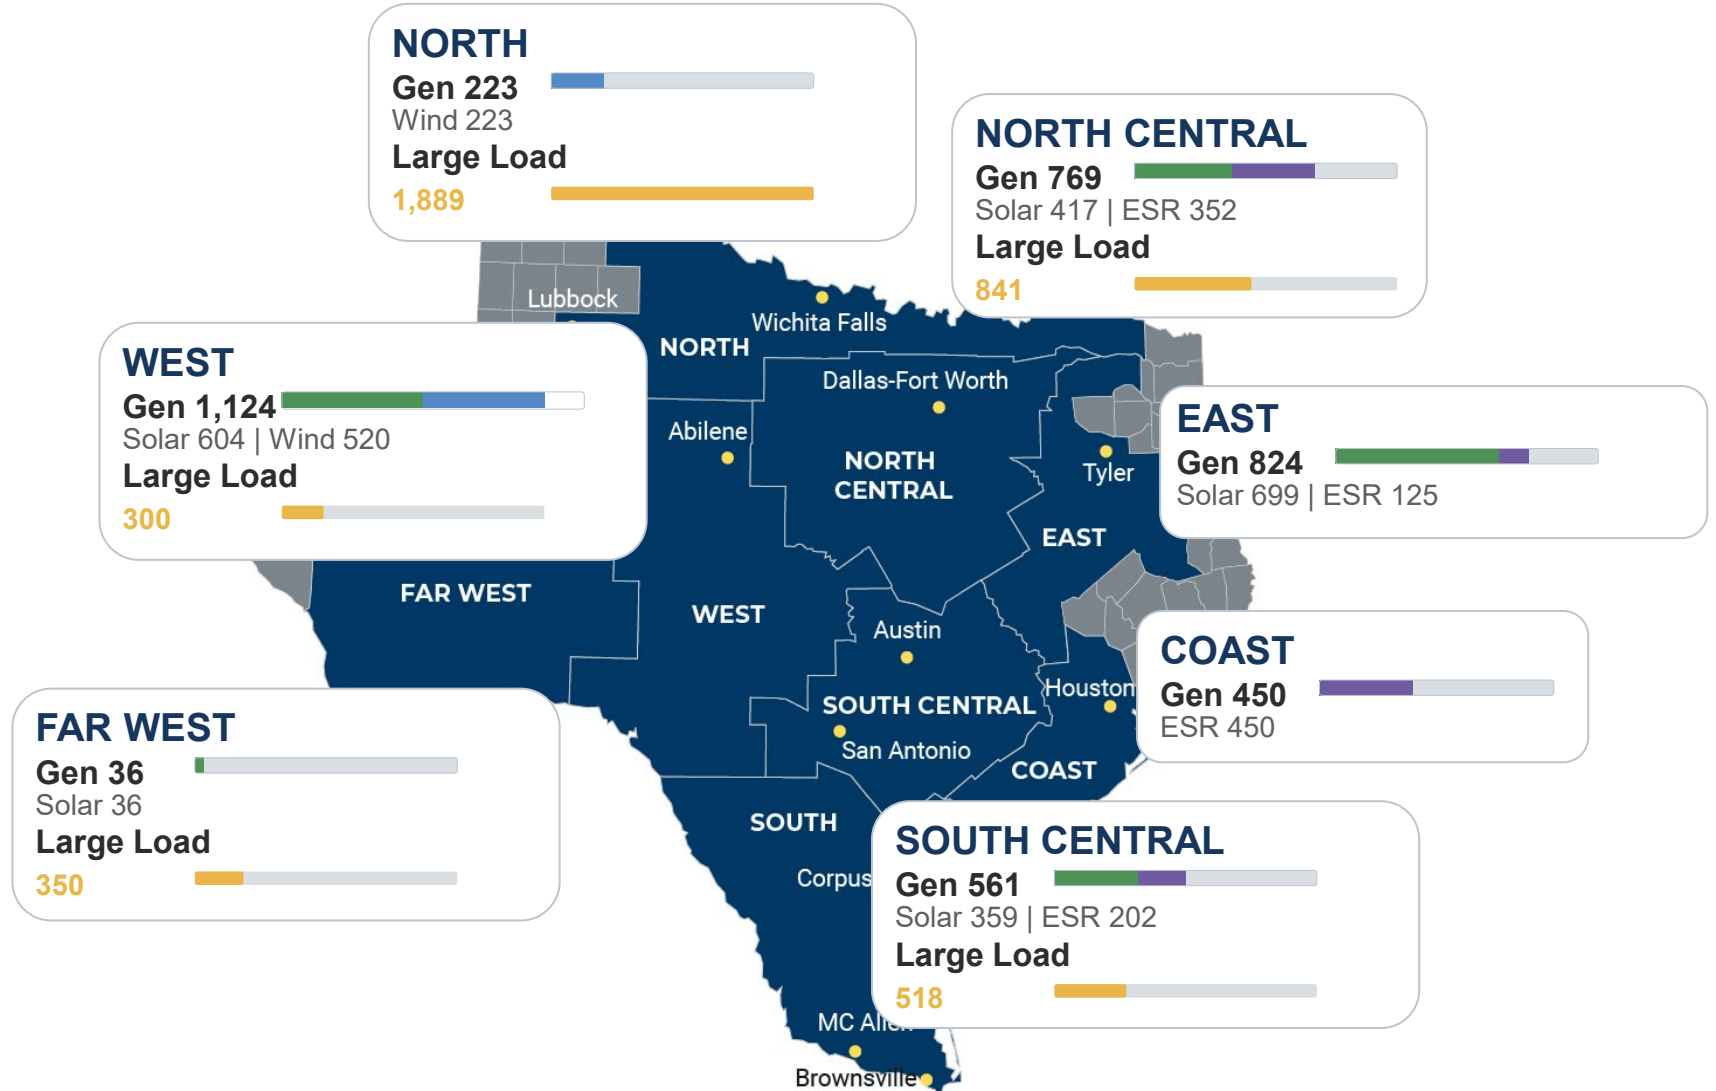 NORTH
Gen 223
Wind 223
Large Load
1,889
NORTH CENTRAL
Gen 769
Solar 417 | ESR 352
Large Load
841
WEST
Gen 1,124
Solar 604 | Wind 520
Large Load
300
EAST
Gen 824
Solar 699 | ESR 125
COAST
Gen 450
ESR 450
FAR WEST
Gen 36
Solar 36
Large Load
350
SOUTH CENTRAL
Gen 561
Solar 359 | ESR 202
Large Load
518
Lubbock
Wichita Falls
NORTH
Dallas-Fort Worth
Abilene
NORTH
CENTRAL
Tyler
EAST
FAR WEST
WEST
Austin
Houston
SOUTH CENTRAL
San Antonio
COAST
SOUTH
Corpus
MC Allen
Brownsville